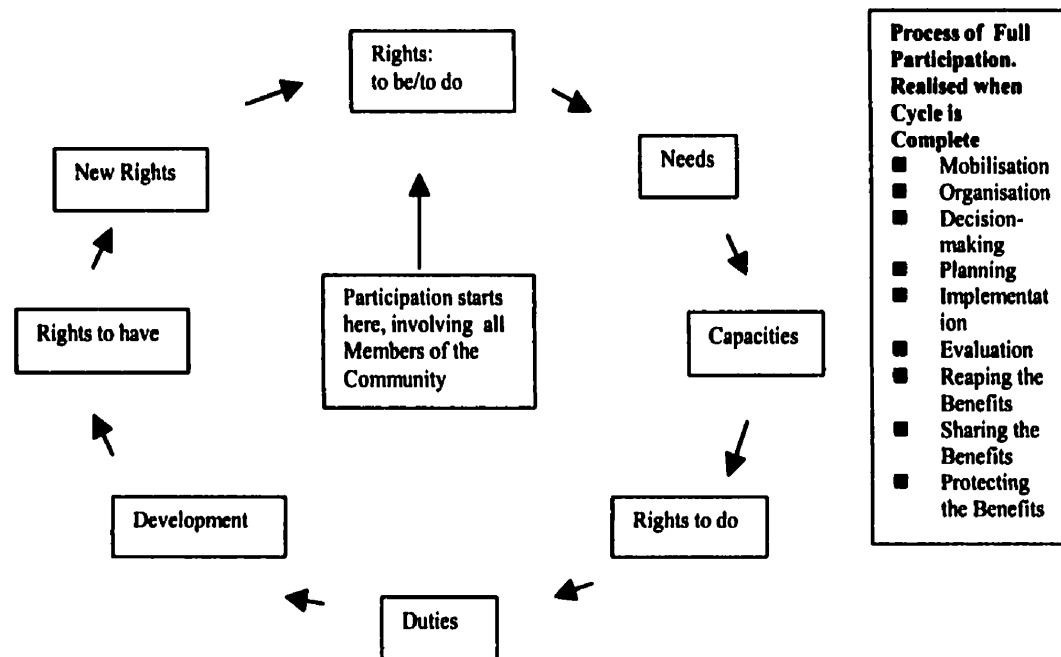 Rights:
to be/to do
Needs
Capacities
Rights to do
Duties
Development
Rights to have
New Rights
Participation starts
here, involving all
Members of the
Community
Process of Full
Participation.
Realised when
Cycle is
Complete
■ Mobilisation
■ Organisation
■ Decision-
making
■ Planning
■ Implementat
ion
■ Evaluation
■ Reaping the
Benefits
■ Sharing the
Benefits
■ Protecting
the Benefits